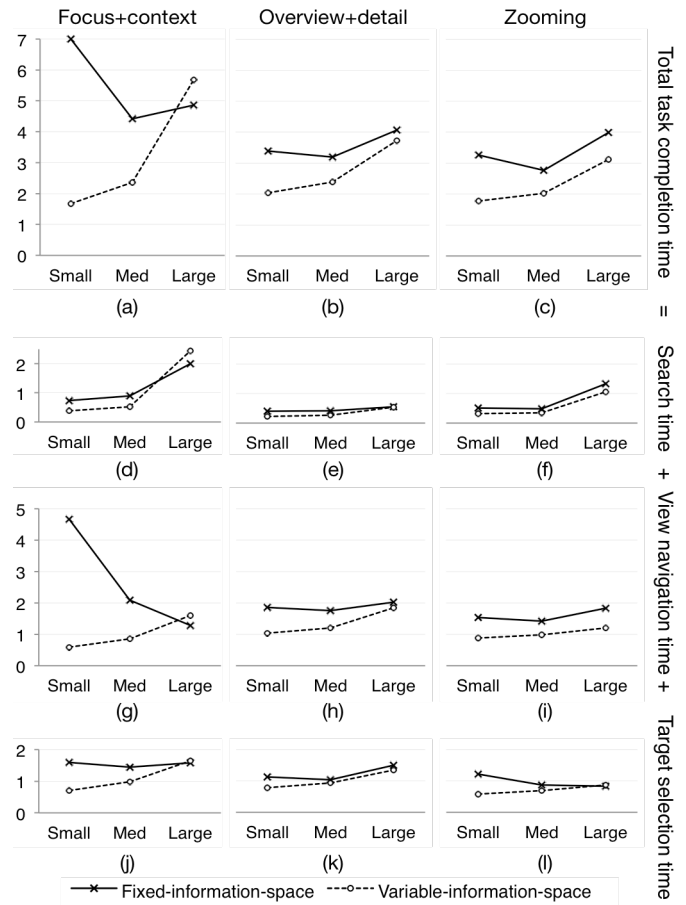 Focus+context Overview+detail Zooming
7
6
5
4
3
2
1
0
Small Med Large Small Med Large Small Med Large
(a) (b) (c)
Total task completion time =
2
1
0
Small Med Large Small Med Large Small Med Large
(d) (e) (f)
Search time +
5
4
3
2
1
0
Small Med Large Small Med Large Small Med Large
(g) (h) (i)
View navigation time +
2
1
0
Small Med Large Small Med Large Small Med Large
(j) (k) (l)
Target selection time
Fixed-information-space Variable-information-space